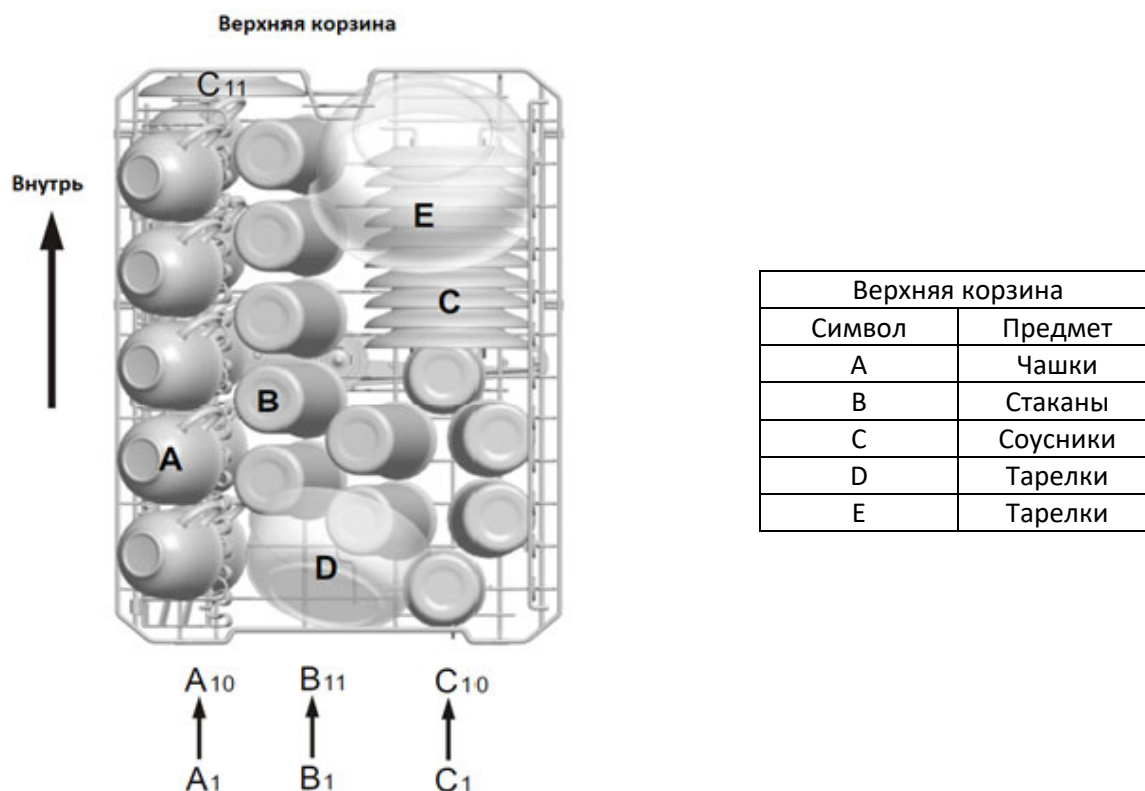 Верхняя корзина
C11
Внутрь
E
C
B
A
D
A10 B11 C10
A1 B1 C1
Верхняя корзина
Символ Предмет
A Чашки
B Стаканы
C Соусники
D Тарелки
E Тарелки